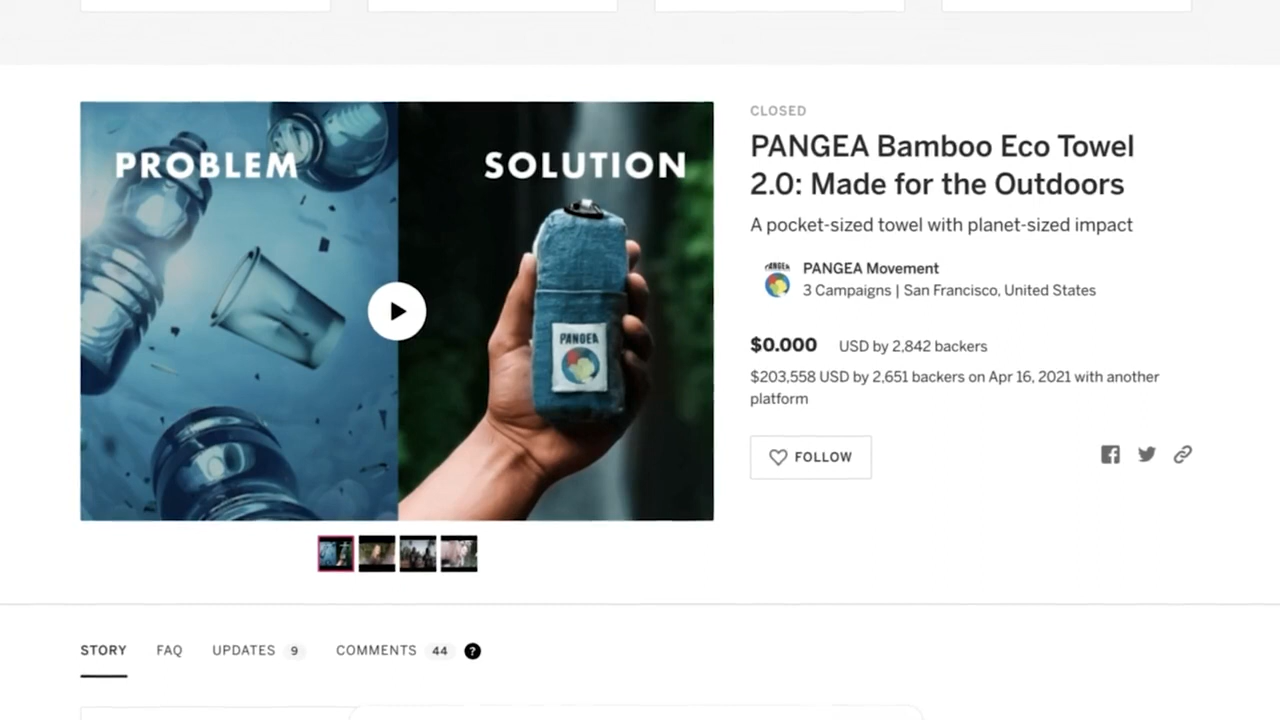 PROBLEM
SOLUTION
PANGEA
CLOSED
PANGEA Bamboo Eco Towel
2.0: Made for the Outdoors
A pocket-sized towel with planet-sized impact
PANGEA
PANGEA Movement
3 Campaigns | San Francisco, United States
$0.000 USD by 2,842 backers
$203,558 USD by 2,651 backers on Apr 16, 2021 with another
platform
FOLLOW
STORY FAQ UPDATES 9 COMMENTS 44 ?